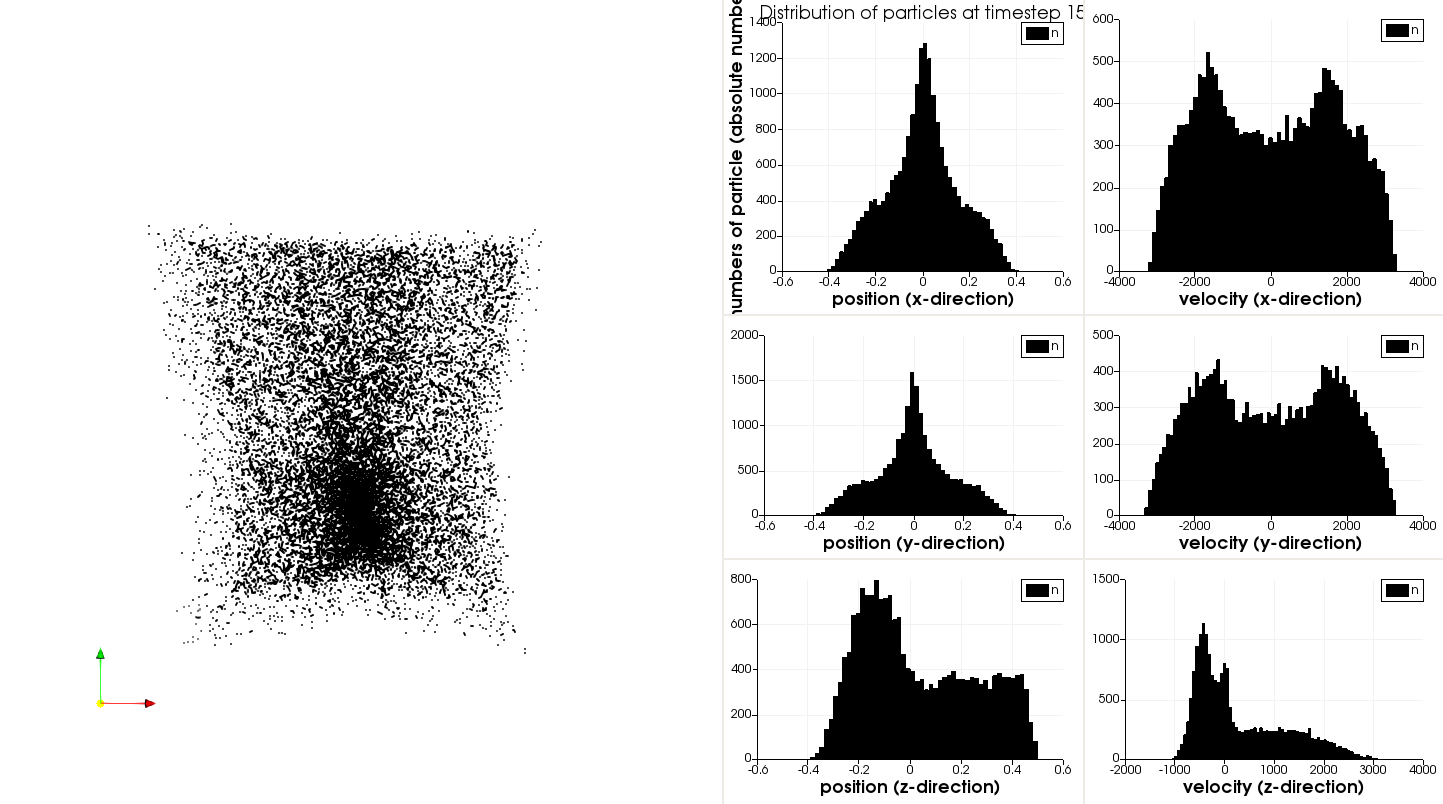 Distribution of particles at timestep 15
numbers of particle (absolute numbe
1400
1200
1000
800
600
400
200
0
-0.6 -0.4 -0.2 0 0.2 0.4 0.6
position (x-direction)
n
600
500
400
300
200
100
0
-4000 -2000 0 2000 4000
velocity (x-direction)
n
2000
1500
1000
500
0
-0.6 -0.4 -0.2 0 0.2 0.4 0.6
position (y-direction)
n
500
400
300
200
100
0
-4000 -2000 0 2000 4000
velocity (y-direction)
n
800
600
400
200
0
-0.6 -0.4 -0.2 0 0.2 0.4 0.6
position (z-direction)
n
1500
1000
500
0
-2000 -1000 0 1000 2000 3000 4000
velocity (z-direction)
n